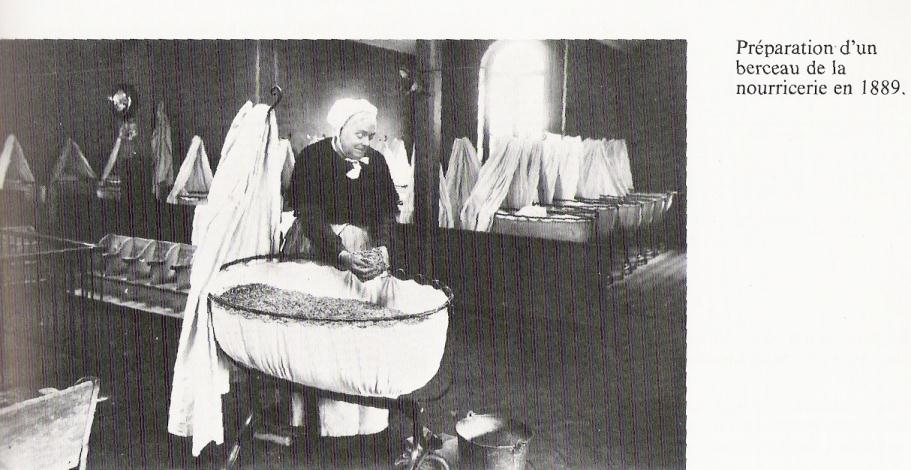 Préparation d'un
berceau de la
nourricerie en 1889.